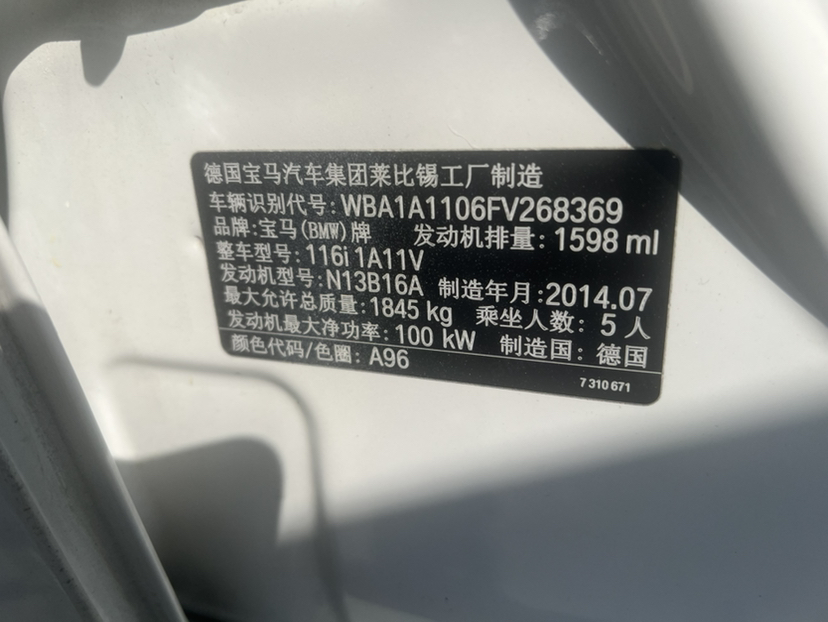 德国宝马汽车集团莱比锡工厂制造
车辆识别代号: WBA1A1106FV268369
品牌:宝马(BMW)牌 发动机排量: 1598 ml
整车型号: 116i 1A11V
发动机型号: N13B16A 制造年月:2014.07
最大允许总质量: 1845 kg 乘坐人数: 5 人
发动机最大净功率: 100 kW 制造国: 德国
颜色代码/色圈: A96
7 310 671